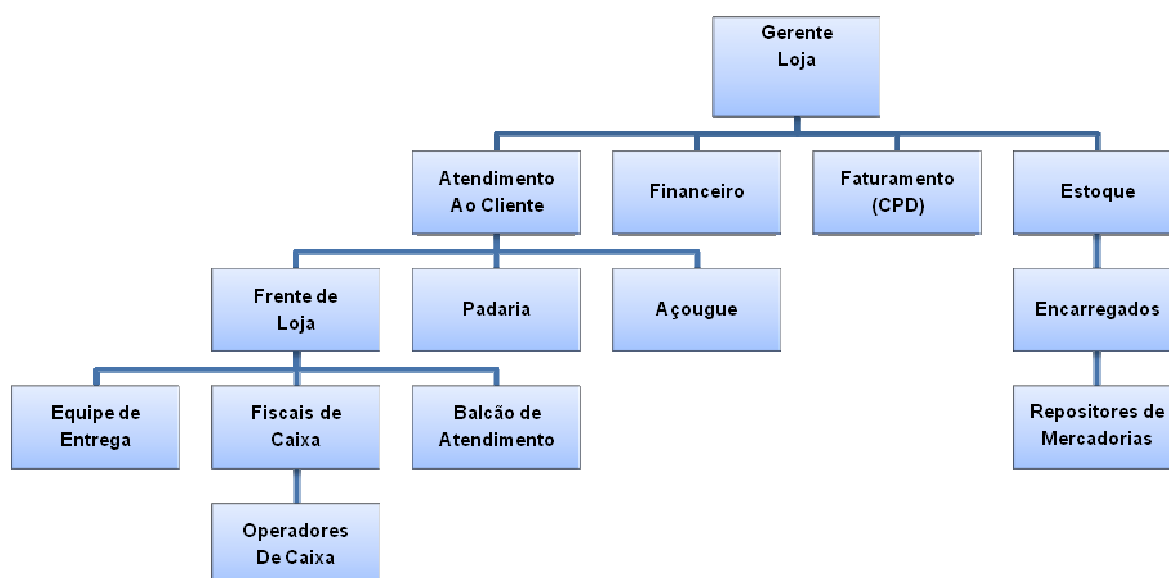 Gerente
Loja
Atendimento
Ao Cliente
Financeiro
Faturamento
(CPD)
Estoque
Frente de
Loja
Padaria
Açougue
Encarregados
Equipe de
Entrega
Fiscais de
Caixa
Balcão de
Atendimento
Repositores de
Mercadorias
Operadores
De Caixa